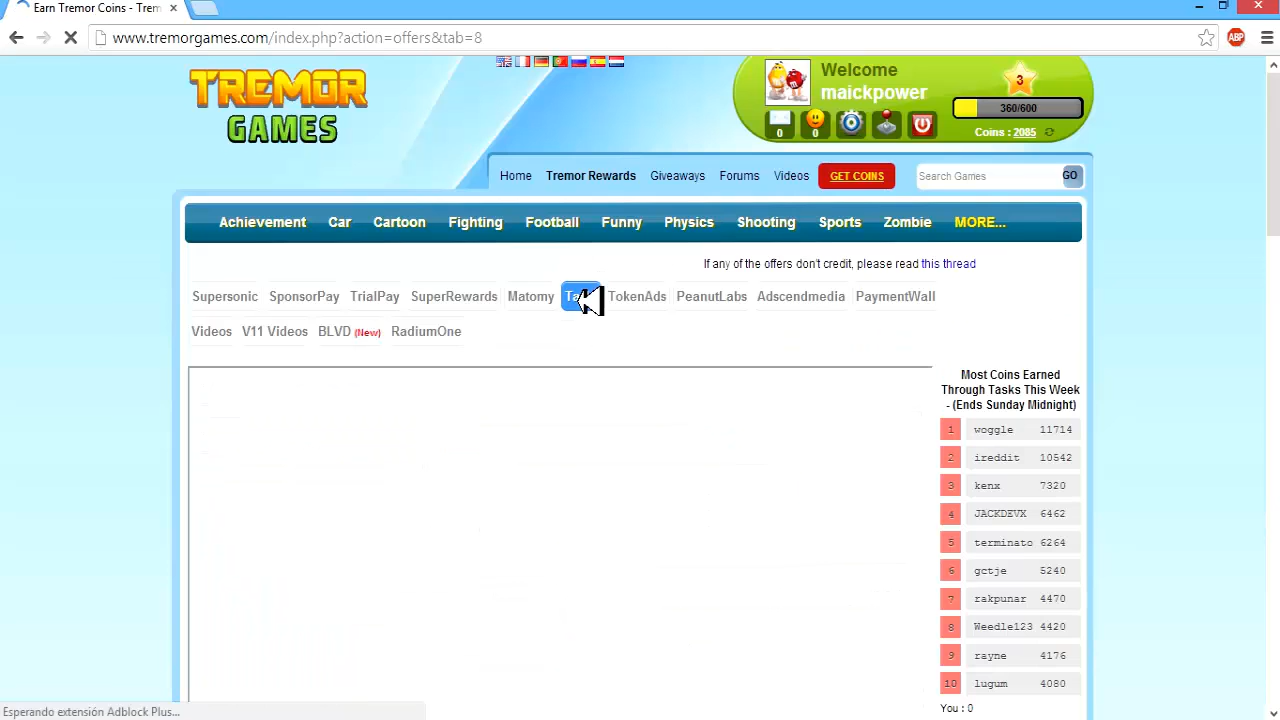 Earn Tremor Coins - Trem
www.tremorgames.com/index.php?action=offers&tab=8
ABP
TREMOR
GAMES
Welcome
maickpower
3
360/600
0
0
Coins : 2085
Home Tremor Rewards Giveaways Forums Videos GET COINS Search Games GO
Achievement Car Cartoon Fighting Football Funny Physics Shooting Sports Zombie MORE...
If any of the offers don't credit, please read this thread
Supersonic SponsorPay TrialPay SuperRewards Matomy TokenAds PeanutLabs Adscendmedia PaymentWall
Videos V11 Videos BLVD (New) RadiumOne
Most Coins Earned
Through Tasks This Week
- (Ends Sunday Midnight)
1 woggle 11714
2 ireddit 10542
3 kenx 7320
4 JACKDEVX 6462
5 terminato 6264
6 gctje 5240
7 rakpunar 4470
8 Weedle123 4420
9 rayne 4176
10 lugum 4080
You : 0
Esperando extensión Adblock Plus...